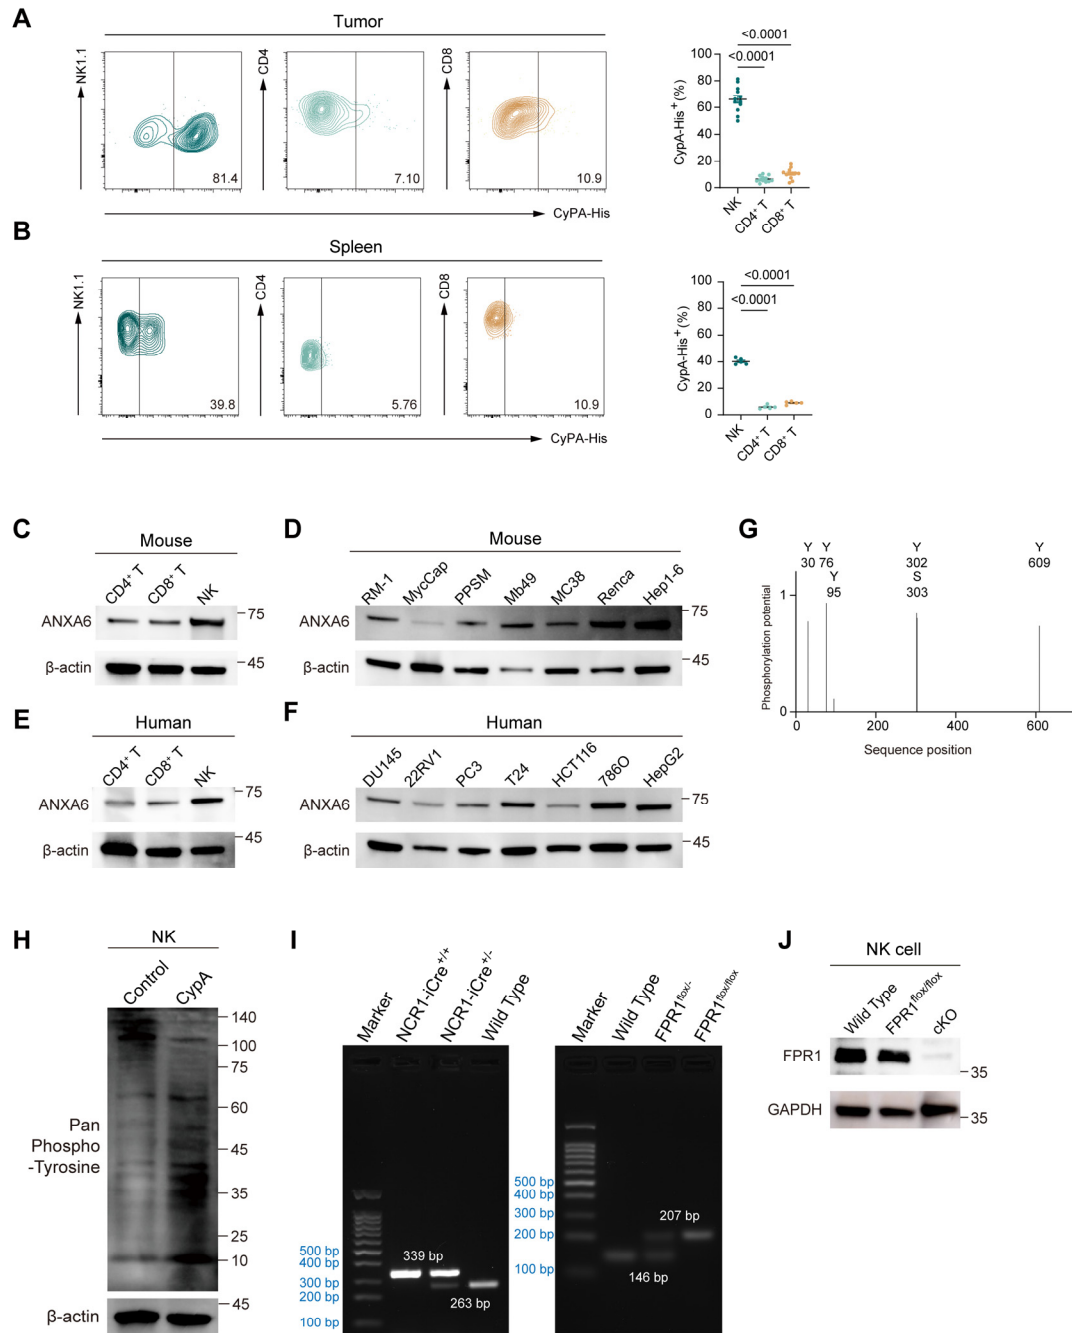 A
Tumor
NK1.1
CD4
CD8
81.4
7.10
10.9
CyPA-His
CypA-His+ (%)
100
80
60
40
20
0
<0.0001
<0.0001
NK
CD4+ T
CD8+ T
B
Spleen
NK1.1
CD4
CD8
39.8
5.76
10.9
CyPA-His
CypA-His+ (%)
100
80
60
40
20
0
<0.0001
<0.0001
NK
CD4+ T
CD8+ T
C
Mouse
CD4+ T
CD8+ T
NK
ANXA6
75
β-actin
45
D
Mouse
RM-1
MycCap
PPSM
Mb49
MC38
Renca
Hep1-6
ANXA6
75
β-actin
45
G
Y Y Y Y
30 76 302 609
Y S
95 303
Phosphorylation potential
1
0
0 200 400 600
Sequence position
E
Human
CD4+ T
CD8+ T
NK
ANXA6
75
β-actin
45
F
Human
DU145
22RV1
PC3
T24
HCT116
786O
HepG2
ANXA6
75
β-actin
45
H
NK
Control
CypA
Pan
Phospho
-Tyrosine
140
100
75
60
45
35
25
10
β-actin
45
I
Marker
NCR1-iCre+/+
NCR1-iCre+/-
Wild Type
500 bp
400 bp
300 bp
200 bp
100 bp
339 bp
263 bp
Marker
Wild Type
FPR1flox/-
FPR1flox/flox
500 bp
400 bp
300 bp
200 bp
100 bp
207 bp
146 bp
J
NK cell
Wild Type
FPR1flox/flox
cKO
FPR1
35
GAPDH
35